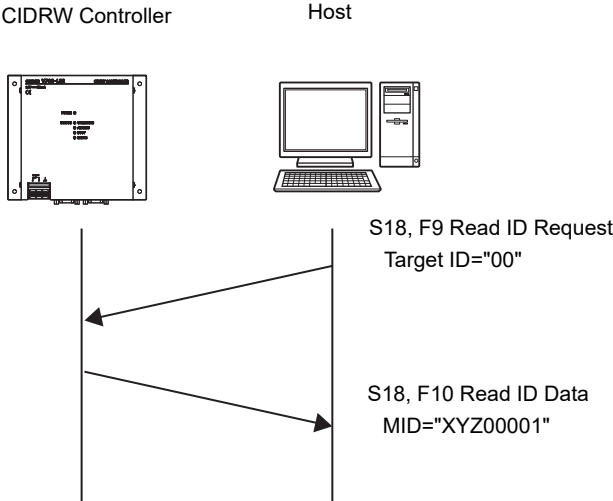 CIDRW Controller
Host
S18, F9 Read ID Request
Target ID="00"
S18, F10 Read ID Data
MID="XYZ00001"